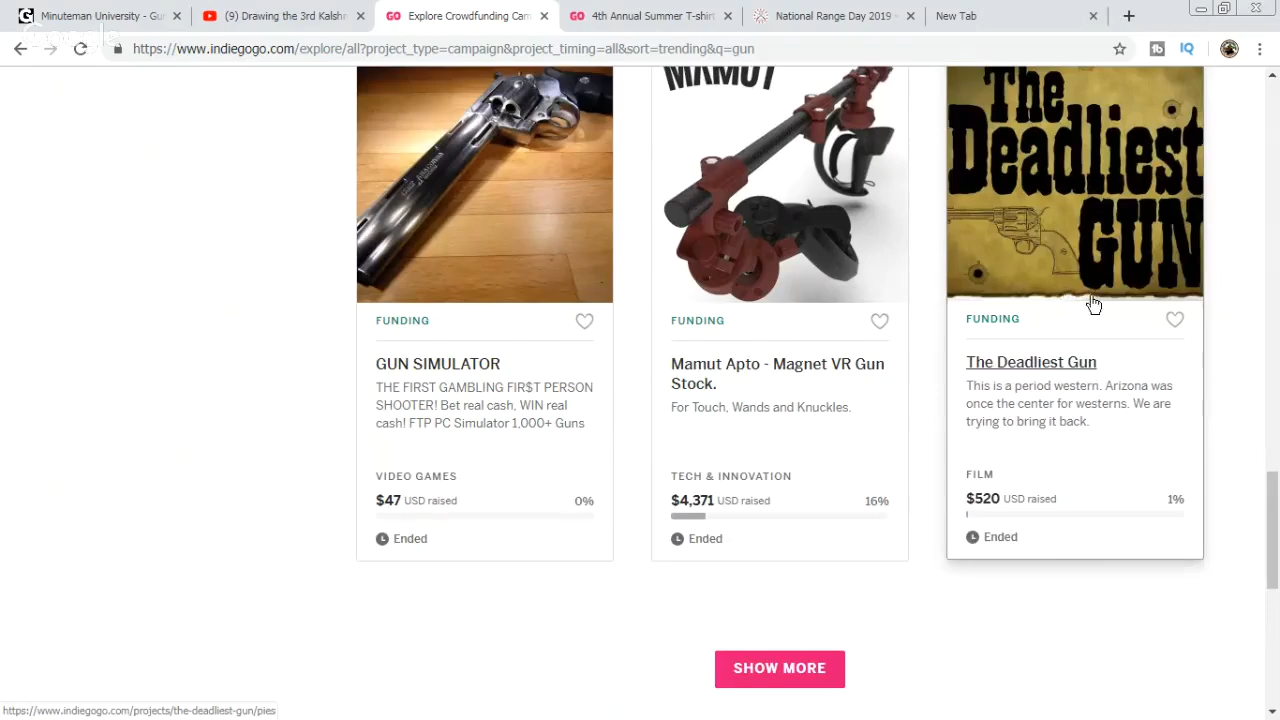 Minuteman University - Gu
(9) Drawing the 3rd Kalshn
Explore Crowdfunding Cam
4th Annual Summer T-shirt
National Range Day 2019 -
New Tab
https://www.indiegogo.com/explore/all?project_type=campaign&project_timing=all&sort=trending&q=gun
Google
MAMUT
The
Deadliest
GUN
FUNDING
GUN SIMULATOR
THE FIRST GAMBLING FIR$T PERSON
SHOOTER! Bet real cash, WIN real
cash! FTP PC Simulator 1,000+ Guns
VIDEO GAMES
$47 USD raised 0%
Ended
FUNDING
Mamut Apto - Magnet VR Gun
Stock.
For Touch, Wands and Knuckles.
TECH & INNOVATION
$4,371 USD raised 16%
Ended
FUNDING
The Deadliest Gun
This is a period western. Arizona was
once the center for westerns. We are
trying to bring it back.
FILM
$520 USD raised 1%
Ended
SHOW MORE
https://www.indiegogo.com/projects/the-deadliest-gun/pies